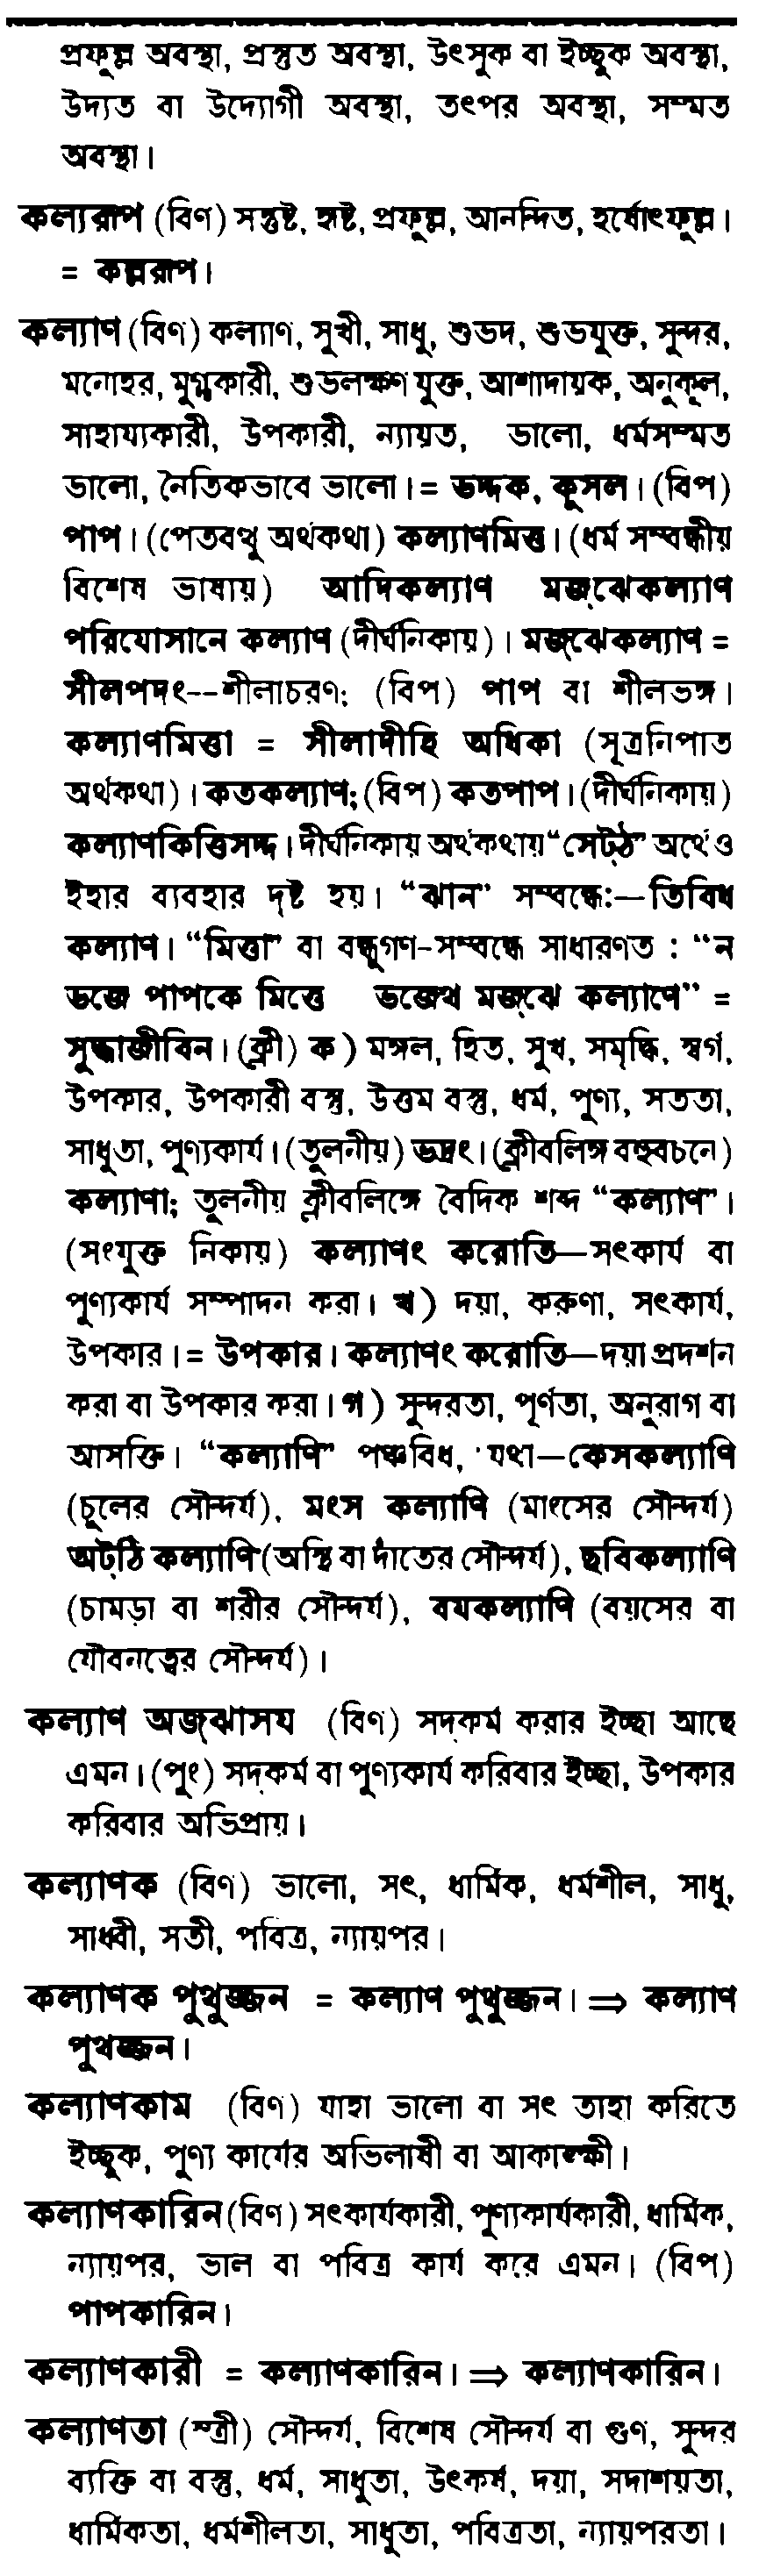 প্রফুল্ল অবস্থা, প্রস্তুত অবস্থা, উৎসুক বা ইচ্ছুক অবস্থা,
উদ্যত বা উদ্যোগী অবস্থা, তৎপর অবস্থা, সম্মত
অবস্থা।
কল্যরূপ (বিণ) সন্তুষ্ট, হৃষ্ট, প্রফুল্ল, আনন্দিত, হর্ষোৎফুল্ল।
= কল্লরূপ।
কল্যাণ (বিণ) কল্যাণ, সুখী, সাধু, শুভদ, শুভযুক্ত, সুন্দর,
মনোহর, মুগ্ধকারী, শুভলক্ষণ যুক্ত, আশাদায়ক, অনুকূল,
সাহায্যকারী, উপকারী, ন্যায়ত, ভালো, ধর্মসম্মত
ভালো, নৈতিকভাবে ভালো। = ভদ্দক, কুসল। (বিপ)
পাপ। (পেতবত্থু অর্থকথা) কল্যাণমিত্ত। (ধর্ম সম্বন্ধীয়
বিশেষ ভাষায়) আদিকল্যাণ মজ্ঝেকল্যাণ
পরিযোসানে কল্যাণ (দীর্ঘনিকায়)। মজ্ঝেকল্যাণ =
সীলপদং--শীলাচরণ; (বিপ) পাপ বা শীলভঙ্গ।
কল্যাণমিত্তা = সীলাদীহি অধিকা (সূত্রনিপাত
অর্থকথা)। কতকল্যাণ; (বিপ) কতপাপ। (দীর্ঘনিকায়)
কল্যাণকিত্তিসদ্দ। দীর্ঘনিকায় অর্থকথায় “সেট্ঠ” অর্থেও
ইহার ব্যবহার দৃষ্ট হয়। “ঝান” সম্বন্ধে:—তিবিধ
কল্যাণ। “মিত্তা” বা বন্ধুগণ-সম্বন্ধে সাধারণত : “ন
ভজে পাপকে মিত্তে ভজেথ মজ্ঝে কল্যাণে” =
সুদ্ধাজীবিন। (ক্লী) ক) মঙ্গল, হিত, সুখ, সমৃদ্ধি, স্বর্গ,
উপকার, উপকারী বস্তু, উত্তম বস্তু, ধর্ম, পুণ্য, সততা,
সাধুতা, পুণ্যকার্য। (তুলনীয়) ভদ্রং। (ক্লীবলিঙ্গ বহুবচনে)
কল্যাণা; তুলনীয় ক্লীবলিঙ্গে বৈদিক শব্দ “কল্যাণ”।
(সংযুক্ত নিকায়) কল্যাণং করোতি—সৎকার্য বা
পুণ্যকার্য সম্পাদন করা। খ) দয়া, করুণা, সৎকার্য,
উপকার। = উপকার। কল্যাণং করোতি—দয়া প্রদর্শন
করা বা উপকার করা। গ) সুন্দরতা, পূর্ণতা, অনুরাগ বা
আসক্তি। “কল্যাণি” পঞ্চবিধ, যথা—কেসকল্যাণি
(চুলের সৌন্দর্য), মংস কল্যাণি (মাংসের সৌন্দর্য)
অট্ঠি কল্যাণি (অস্থি বা দাঁতের সৌন্দর্য), ছবিকল্যাণি
(চামড়া বা শরীর সৌন্দর্য), বযকল্যাণি (বয়সের বা
যৌবনত্বের সৌন্দর্য)।
কল্যাণ অজ্ঝাসয (বিণ) সদ্কর্ম করার ইচ্ছা আছে
এমন। (পুং) সদ্কর্ম বা পুণ্যকার্য করিবার ইচ্ছা, উপকার
করিবার অভিপ্রায়।
কল্যাণক (বিণ) ভালো, সৎ, ধার্মিক, ধর্মশীল, সাধু,
সাধ্বী, সতী, পবিত্র, ন্যায়পর।
কল্যাণক পুথুজ্জন = কল্যাণ পুথুজ্জন। ⇒ কল্যাণ
পুথজ্জন।
কল্যাণকাম (বিণ) যাহা ভালো বা সৎ তাহা করিতে
ইচ্ছুক, পুণ্য কার্যের অভিলাষী বা আকাঙ্ক্ষী।
কল্যাণকারিন (বিণ) সৎকার্যকারী, পুণ্যকার্যকারী, ধার্মিক,
ন্যায়পর, ভাল বা পবিত্র কার্য করে এমন। (বিপ)
পাপকারিন।
কল্যাণকারী = কল্যাণকারিন। ⇒ কল্যাণকারিন।
কল্যাণতা (স্ত্রী) সৌন্দর্য, বিশেষ সৌন্দর্য বা গুণ, সুন্দর
ব্যক্তি বা বস্তু, ধর্ম, সাধুতা, উৎকর্ষ, দয়া, সদাশয়তা,
ধার্মিকতা, ধর্মশীলতা, সাধুতা, পবিত্রতা, ন্যায়পরতা।